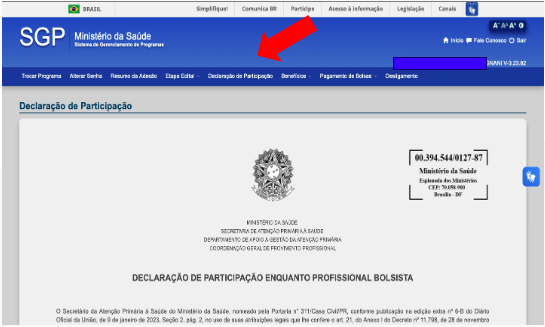 BRASIL Simplifique! Comunica BR Participe Acesso à Informação Legislação Canais
A- A A+
SGP Ministério da Saúde
Sistema de Gerenciamento de Programas
Início Fale Conosco Sair
GNANI V-3.23.82
Trocar Programa Alterar Senha Resumo da Adesão Etapa Edital Declaração de Participação Benefícios Pagamento de Bolsas Desligamento
Declaração de Participação
00.394.544/0127-87
Ministério da Saúde
Esplanada dos Ministérios
CEP: 70.058-900
Brasília - DF
MINISTÉRIO DA SAÚDE
SECRETARIA DE ATENÇÃO PRIMÁRIA À SAÚDE
DEPARTAMENTO DE APOIO À GESTÃO DA ATENÇÃO PRIMÁRIA
COORDENAÇÃO GERAL DE PROVIMENTO PROFISSIONAL
DECLARAÇÃO DE PARTICIPAÇÃO ENQUANTO PROFISSIONAL BOLSISTA
O Secretário da Atenção Primária à Saúde do Ministério da Saúde, nomeado pela Portaria n° 311/Casa Civil/PR, conforme publicação na edição extra nº 6-B do Diário
Oficial da União, de 9 de janeiro de 2023, Seção 2, pág. 2, no uso de suas atribuições legais que lhe confere o art. 21, do Anexo I do Decreto nº 11.798, de 28 de novembro